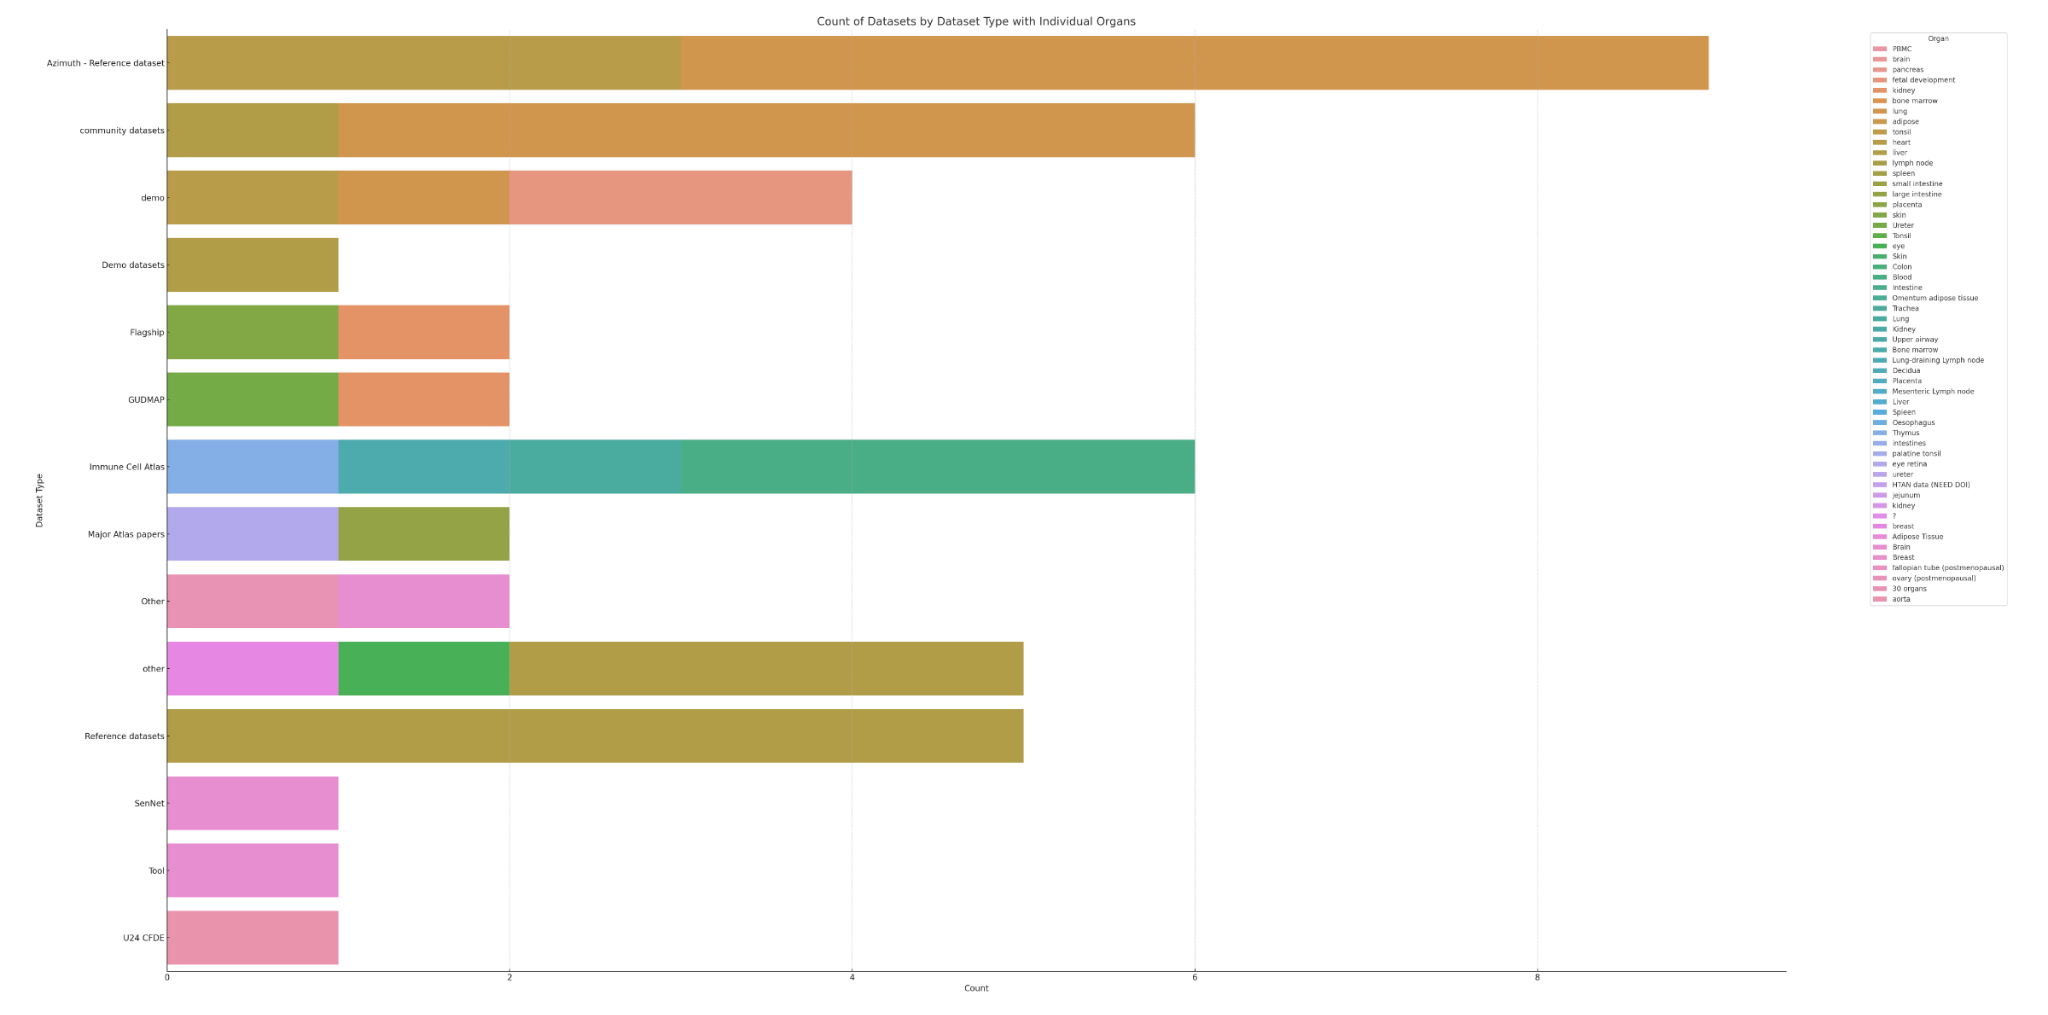 Count of Datasets by Dataset Type with Individual Organs
Dataset Type
Azimuth - Reference dataset
community datasets
demo
Demo datasets
Flagship
GUDMAP
Immune Cell Atlas
Major Atlas papers
Other
other
Reference datasets
SenNet
Tool
U24 CFDE
0 2 4 6 8
Count
Organ
PBMC
brain
pancreas
fetal development
kidney
bone marrow
lung
adipose
tonsil
heart
liver
lymph node
spleen
small intestine
large intestine
placenta
skin
Ureter
Tonsil
eye
Skin
Colon
Blood
Intestine
Omentum adipose tissue
Trachea
Lung
Kidney
Upper airway
Bone marrow
Lung-draining Lymph node
Decidua
Placenta
Mesenteric Lymph node
Liver
Spleen
Oesophagus
Thymus
intestines
palatine tonsil
eye retina
ureter
HTAN data (NEED DOI)
jejunum
kidney
?
breast
Adipose Tissue
Brain
Breast
fallopian tube (postmenopausal)
ovary (postmenopausal)
30 organs
aorta